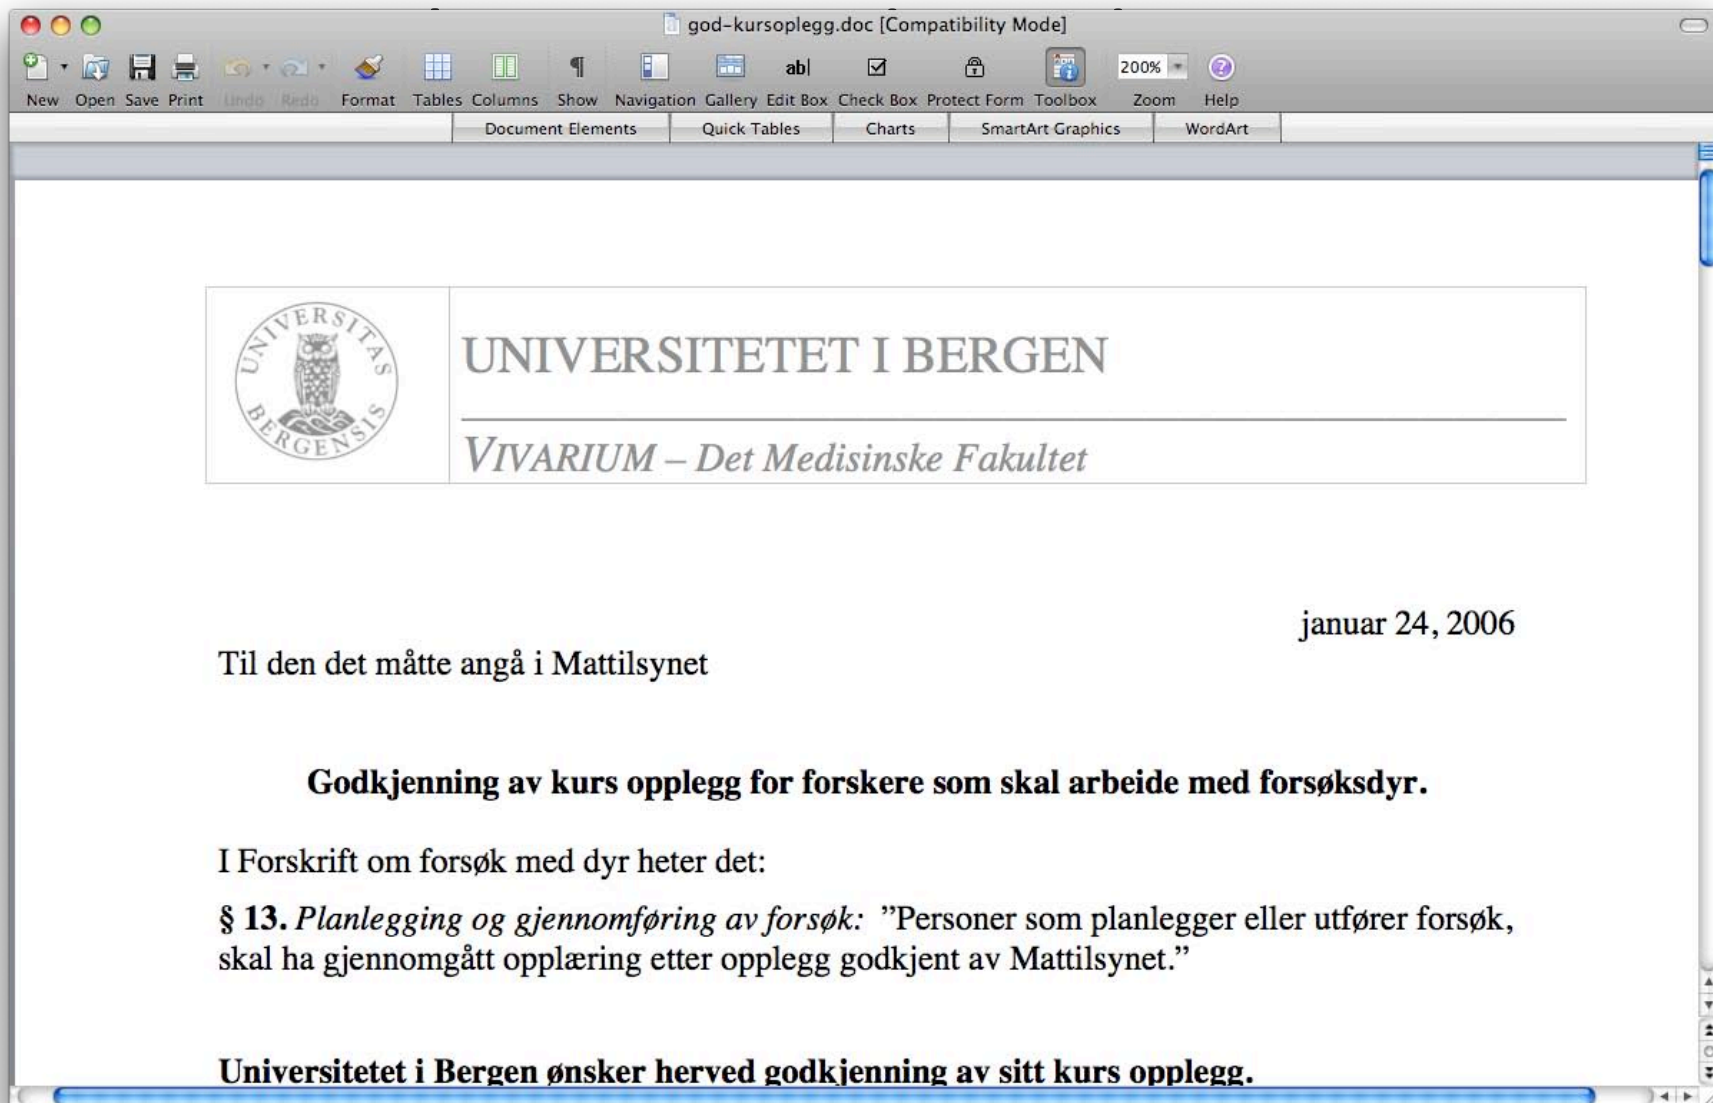 god-kursoplegg.doc [Compatibility Mode]
New Open Save Print Undo Redo Format Tables Columns Show Navigation Gallery Edit Box Check Box Protect Form Toolbox Zoom Help
abl
200%
Document Elements Quick Tables Charts SmartArt Graphics WordArt
UNIVERSITAS BERGENSIS
UNIVERSITETET I BERGEN
VIVARIUM – Det Medisinske Fakultet
januar 24, 2006
Til den det måtte angå i Mattilsynet
Godkjenning av kurs opplegg for forskere som skal arbeide med forsøksdyr.
I Forskrift om forsøk med dyr heter det:
§ 13. Planlegging og gjennomføring av forsøk: ”Personer som planlegger eller utfører forsøk,
skal ha gjennomgått opplæring etter opplegg godkjent av Mattilsynet.”
Universitetet i Bergen ønsker herved godkjenning av sitt kurs opplegg.